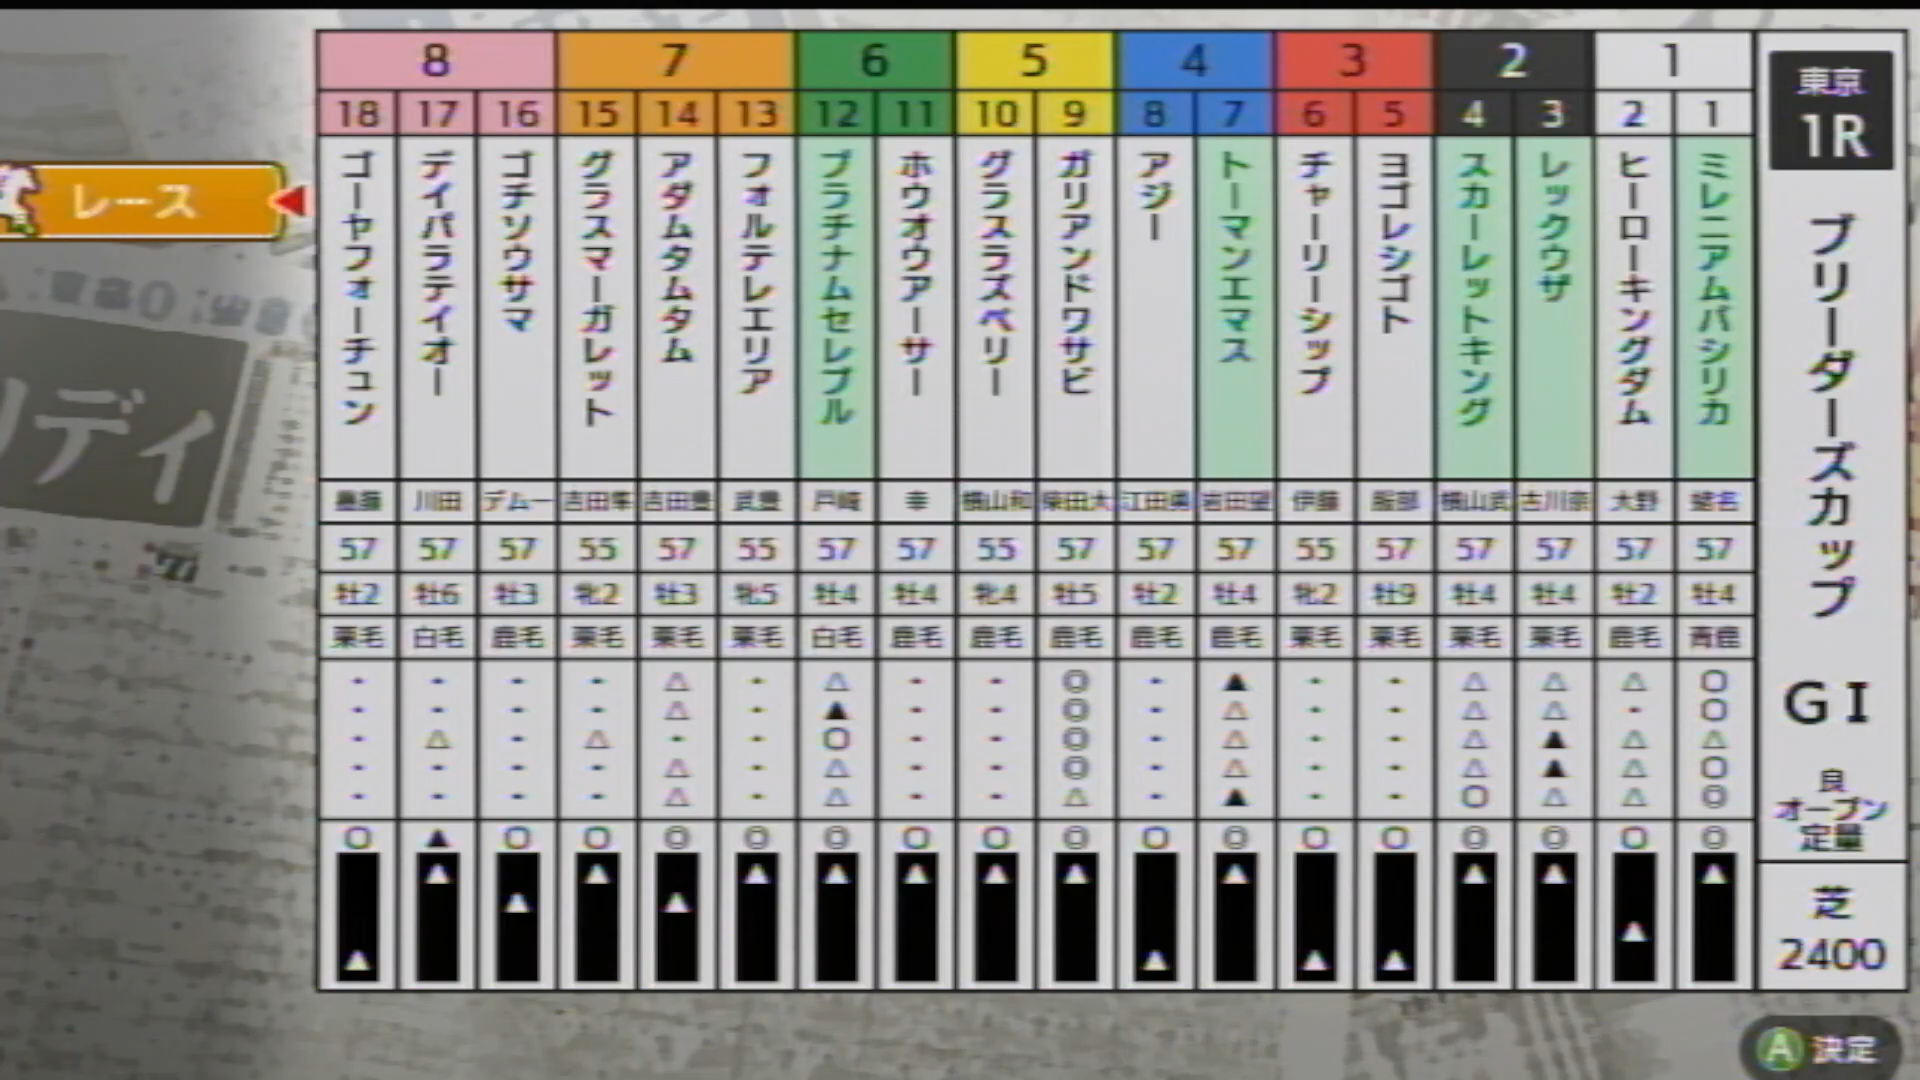 東京
1R
ブリーダーズカップ
GI
良
オープン
定量
芝
2400
1 2 3 4 5 6 7 8
1 ミレニアムバシリカ 蛯名 57 牡4 青鹿 ○ ○ △ ○ ◎ ◎ △
2 ヒーローキングダム 大野 57 牡2 鹿毛 △ - △ △ △ ○ △
3 レックウザ 古川奈 57 牡4 栗毛 △ △ ▲ ▲ △ ◎ △
4 スカーレットキング 横山武 57 牡4 栗毛 △ △ △ △ ○ ◎ △
5 ヨゴレシゴト 服部 57 牡9 栗毛 - - - - - ○ △
6 チャーリーシップ 伊藤 55 牝2 栗毛 - - - - - ○ △
7 トーマンエマス 岩田望 57 牡4 鹿毛 ▲ △ △ △ ▲ ◎ △
8 アジー 江田勇 57 牡2 鹿毛 - - - - - ○ △
9 ガリアンドワサビ 柴田大 57 牡5 鹿毛 ◎ ◎ ◎ ◎ △ ◎ △
10 グラスラズベリー 横山和 55 牝4 鹿毛 - - - - - ○ △
11 ホウオウアーサー 幸 57 牡4 鹿毛 - - - - - ○ △
12 プラチナムセレブル 戸崎 57 牡4 白毛 △ ▲ ○ △ △ ◎ △
13 フォルテレエリア 武豊 55 牝5 栗毛 - - - - - ◎ △
14 アダムタムタム 吉田豊 57 牡3 栗毛 △ △ - △ △ ◎ △
15 グラスマーガレット 吉田隼 55 牝2 栗毛 - - △ - - ○ △
16 ゴチソウサマ デムー 57 牡3 鹿毛 - - - - - ○ △
17 デイパラデイオー 川田 57 牡6 白毛 - - △ - - ▲ △
18 ゴーヤフォーチュン 57 牡2 栗毛 - - - - - ○ △
レース
リディ
A 決定